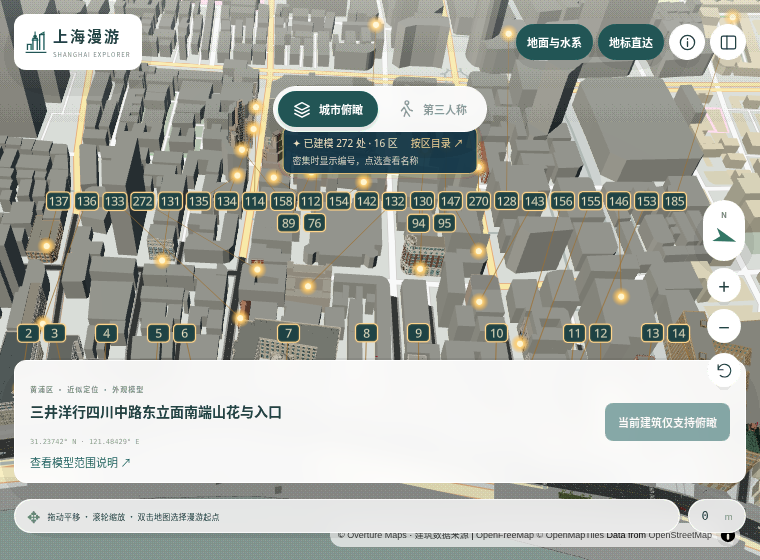 上海漫游
SHANGHAI EXPLORER
地面与水系
地标直达
城市俯瞰
第三人称
✦ 已建模 272 处 · 16 区 按区目录 ↗
密集时显示编号，点选查看名称
137 136 133 272 131 135 134 114 158 112 154 142 132 130 147 270 128 143 156 155 146 153 185
89 76 94 95
N
+
−
2 3 4 5 6 7 8 9 10 11 12 13 14
黄浦区 · 近似定位 · 外观模型
三井洋行四川中路东立面南端山花与入口
当前建筑仅支持俯瞰
31.23742° N · 121.48429° E
查看模型范围说明 ↗
拖动平移 · 滚轮缩放 · 双击地图选择漫游起点
0 m
© Overture Maps · 建筑数据来源 | OpenFreeMap © OpenMapTiles Data from OpenStreetMap